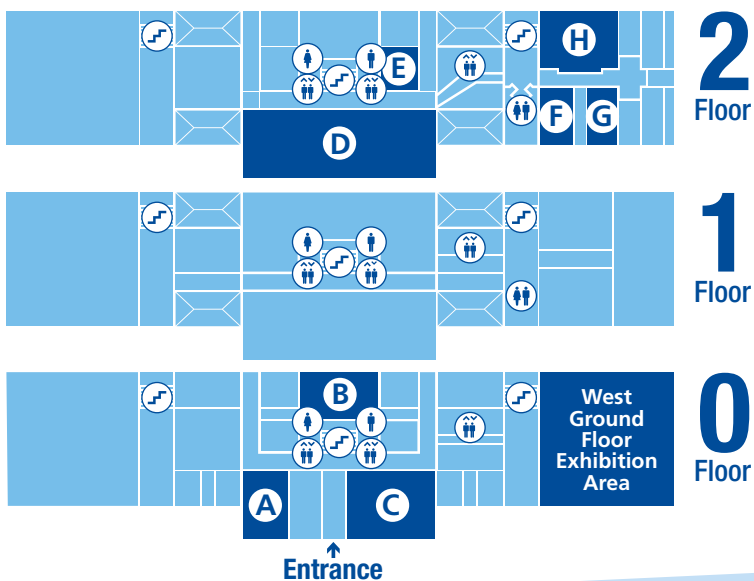 H
2
E
F
G
Floor
D
1
Floor
B
West
Ground
Floor
Exhibition
Area
0
Floor
A
C
Entrance